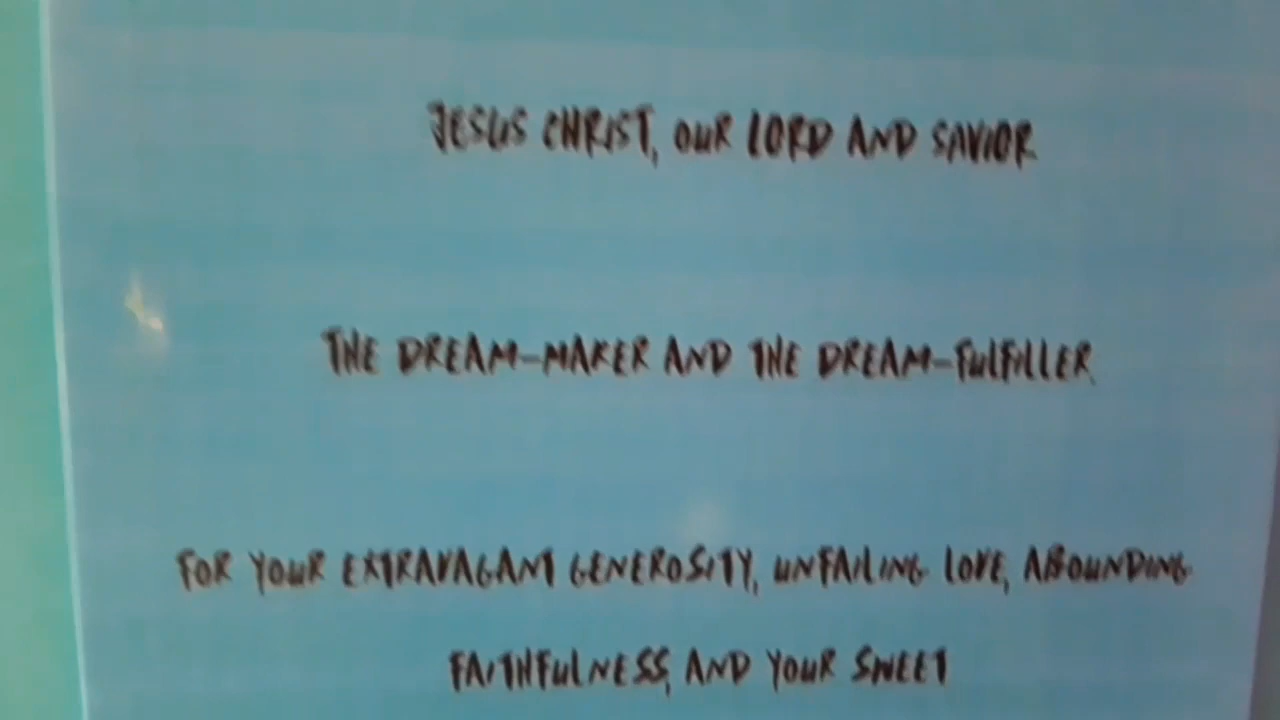 JESUS CHRIST, OUR LORD AND SAVIOR
THE DREAM-MAKER AND THE DREAM-FULFILLER
FOR YOUR EXTRAVAGANT GENEROSITY, UNFAILING LOVE, ABOUNDING
FAITHFULNESS, AND YOUR SWEET